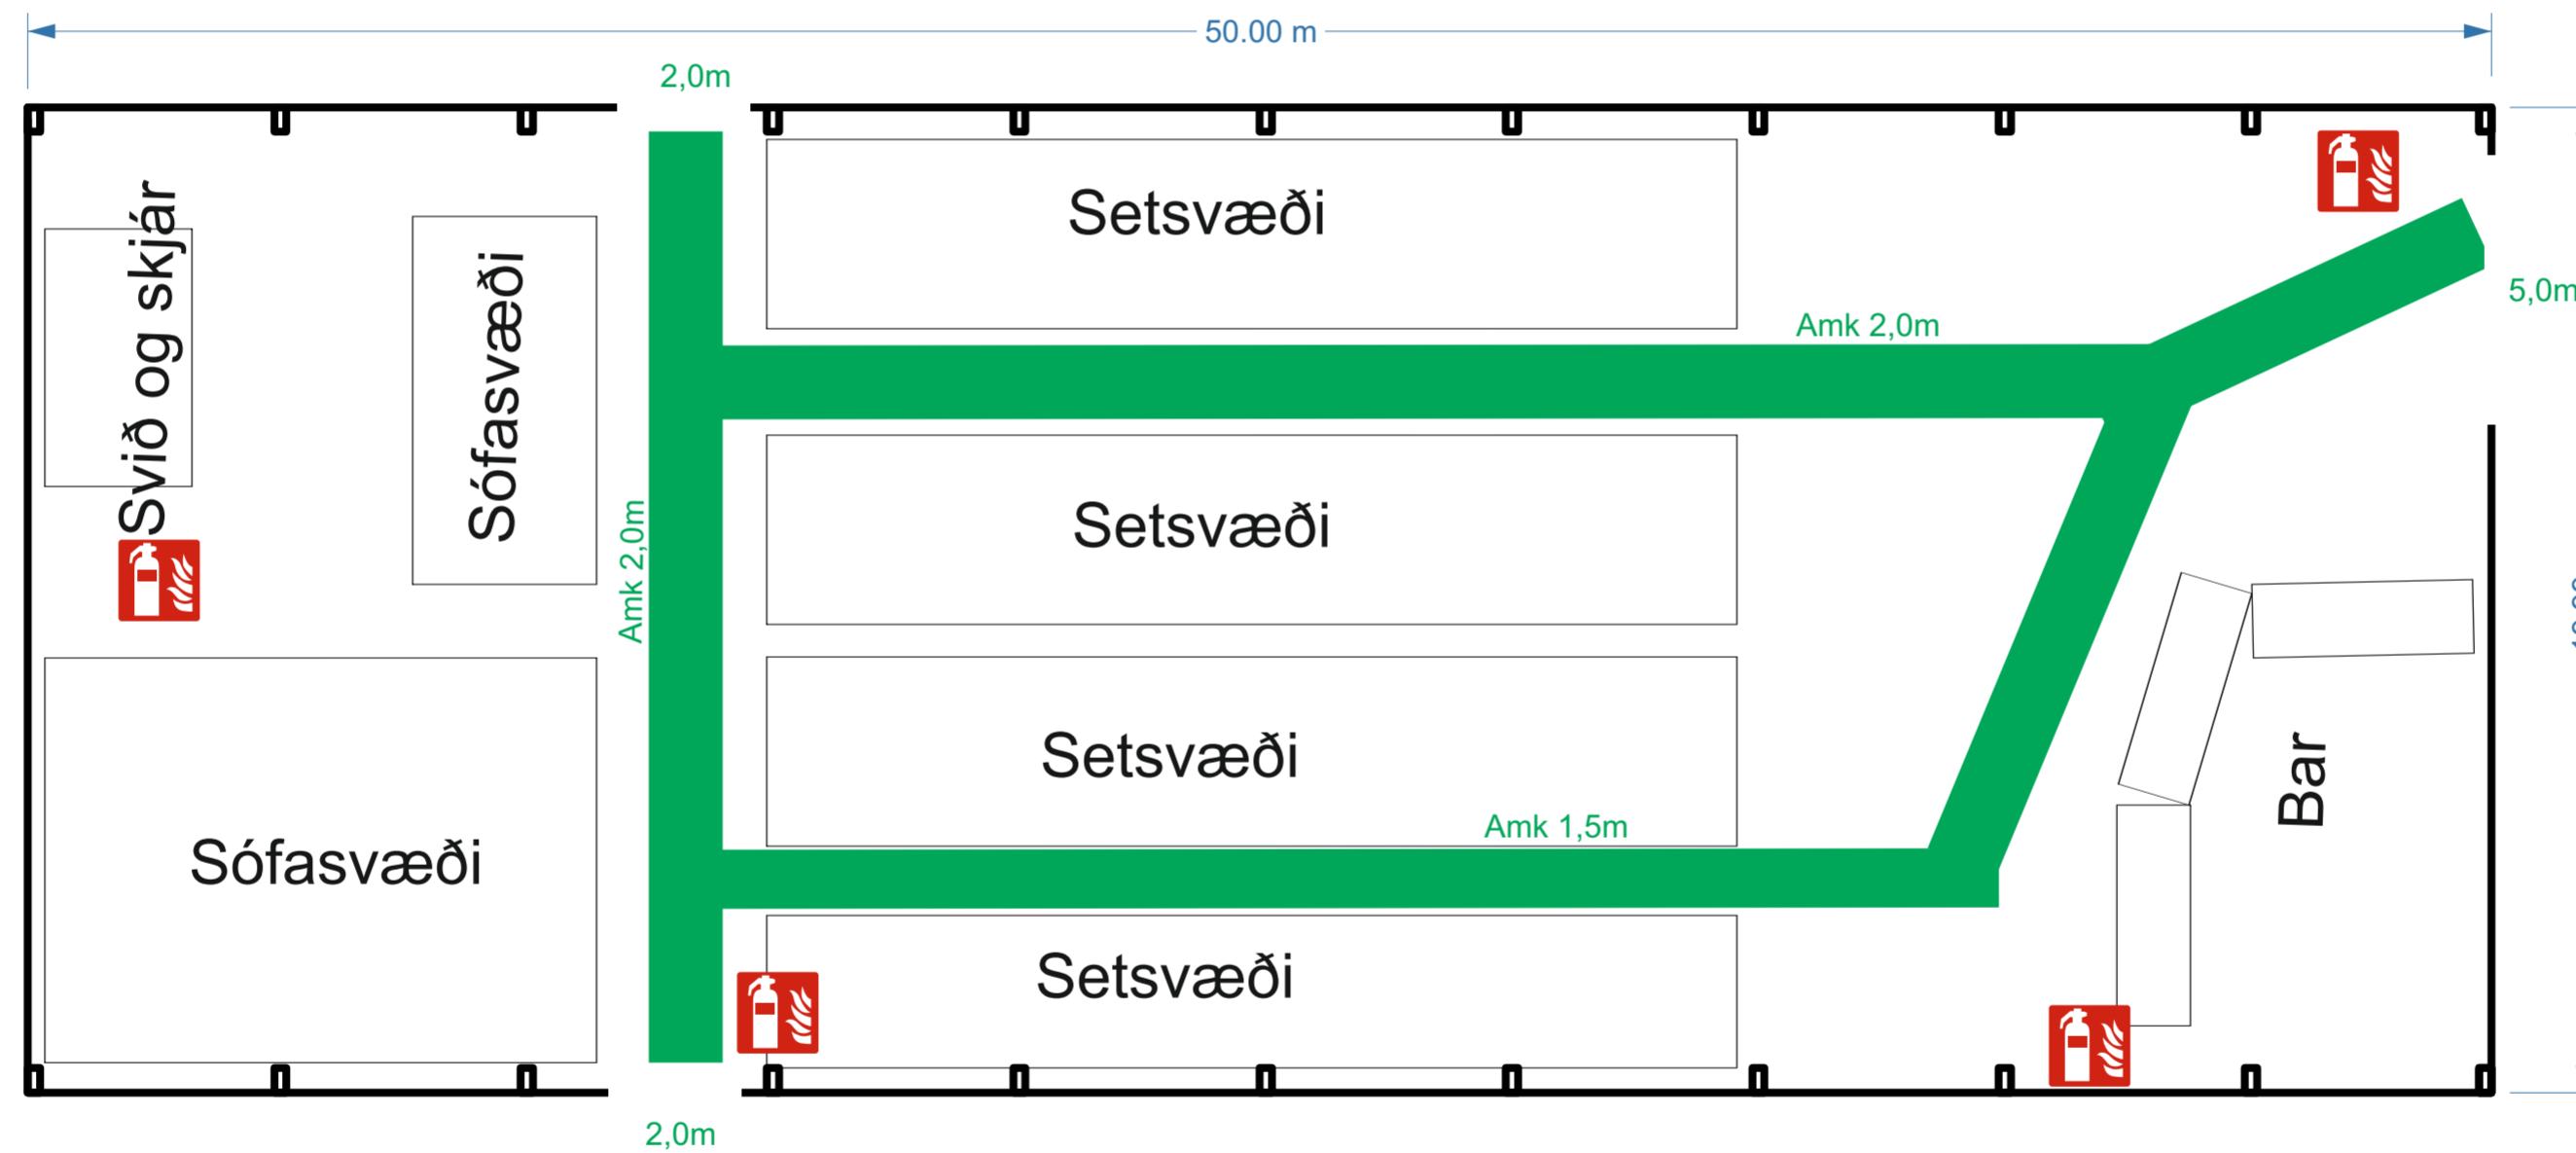 50.00 m
2,0m
Svið og skjár
Sófasvæði
Setsvæði
5,0m
Amk 2,0m
Amk 2,0m
Setsvæði
Setsvæði
Bar
Amk 1,5m
Sófasvæði
Setsvæði
2,0m